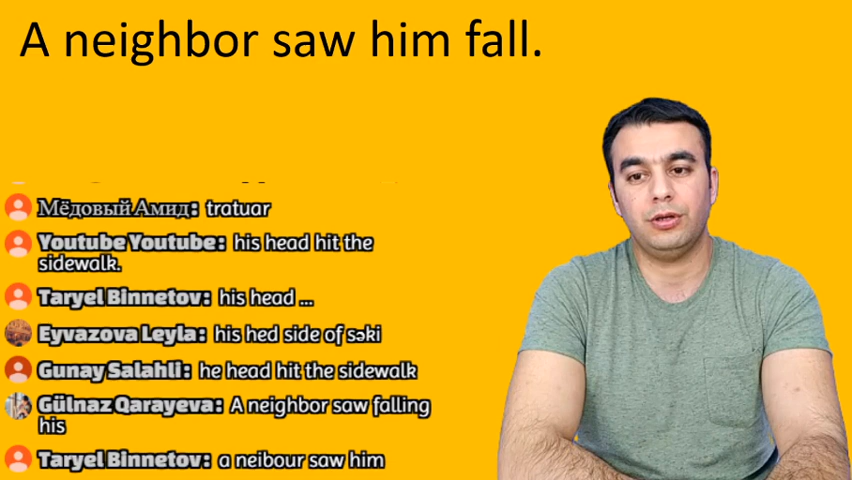 A neighbor saw him fall.
Мёдовый Амид: tratuar
Youtube Youtube: his head hit the
sidewalk.
Taryel Binnetov: his head ...
Eyvazova Leyla: his hed side of səki
Gunay Salahli: he head hit the sidewalk
Gülnaz Qarayeva: A neighbor saw falling
his
Taryel Binnetov: a neibour saw him